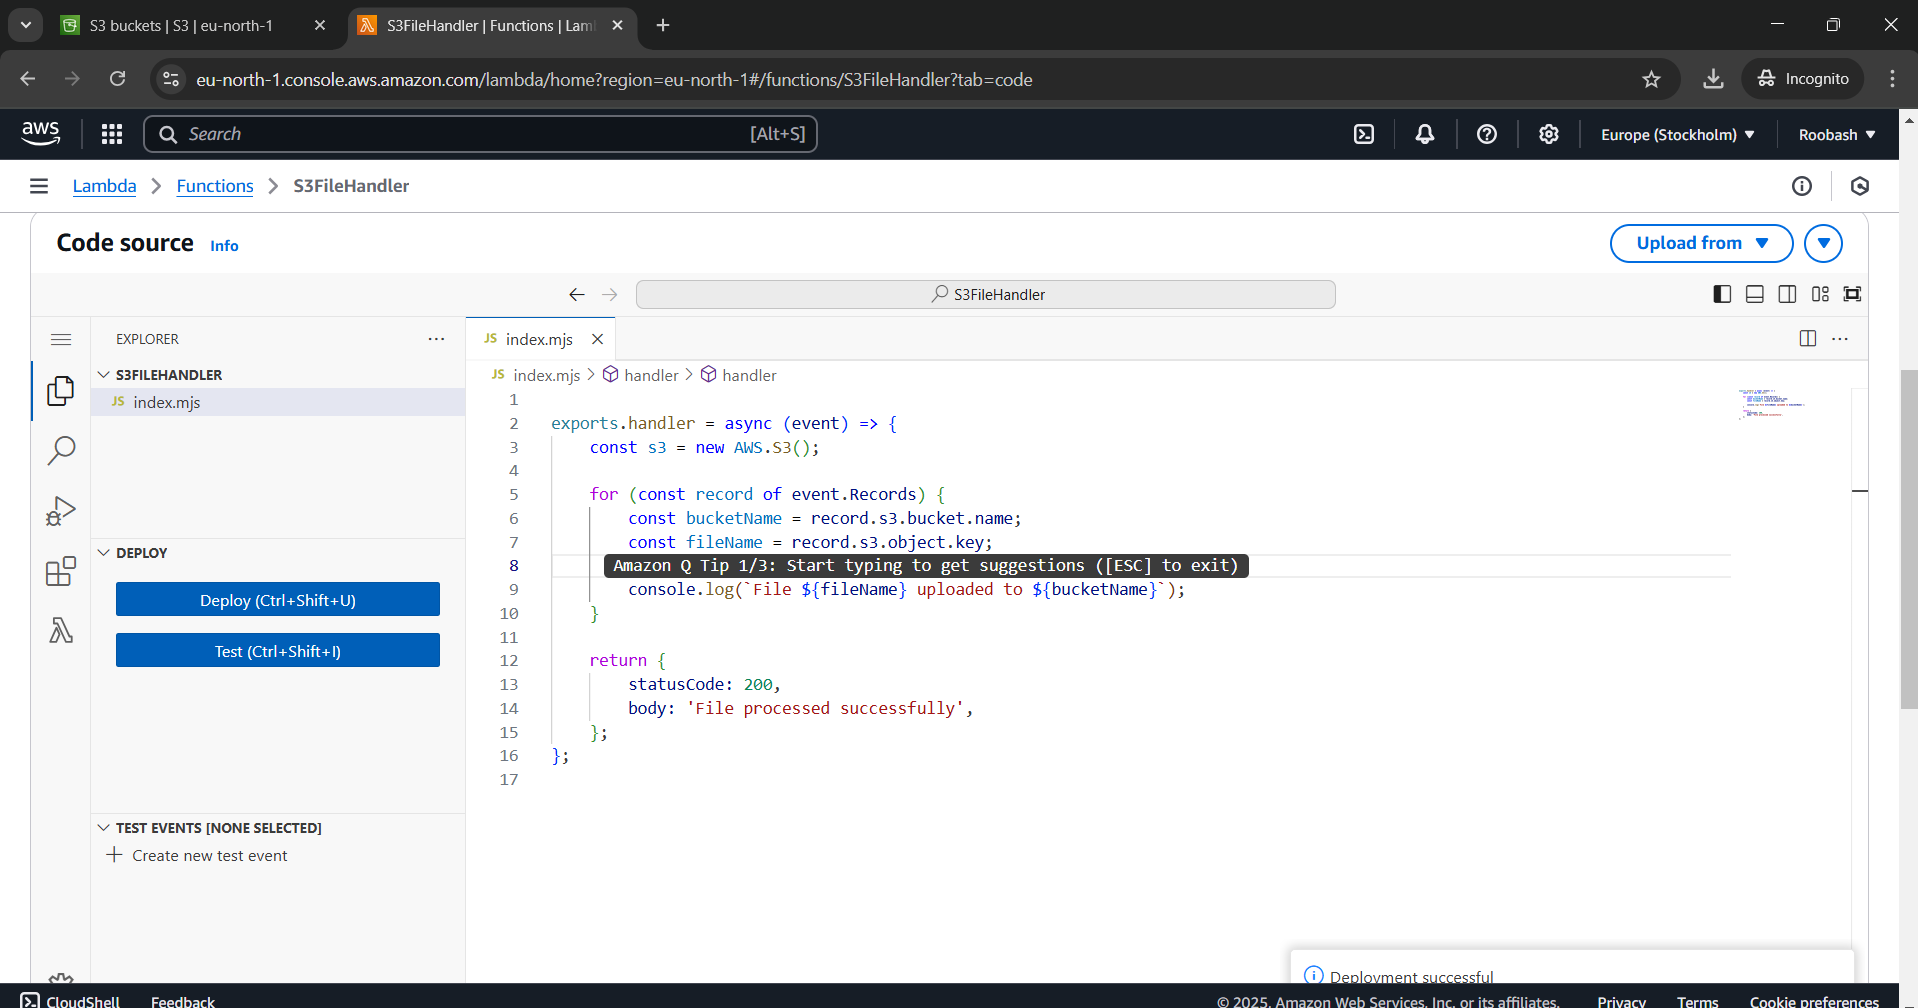 S3 buckets | S3 | eu-north-1
S3FileHandler | Functions | Lam
eu-north-1.console.aws.amazon.com/lambda/home?region=eu-north-1#/functions/S3FileHandler?tab=code
Incognito
aws
Search
[Alt+S]
Europe (Stockholm)
Roobash
Lambda
Functions
S3FileHandler
Code source
Info
Upload from
S3FileHandler
EXPLORER
JS index.mjs
S3FILEHANDLER
JS index.mjs > handler > handler
JS index.mjs
1
2 exports.handler = async (event) => {
3 const s3 = new AWS.S3();
4
5 for (const record of event.Records) {
6 const bucketName = record.s3.bucket.name;
7 const fileName = record.s3.object.key;
8 Amazon Q Tip 1/3: Start typing to get suggestions ([ESC] to exit)
9 console.log(`File ${fileName} uploaded to ${bucketName}`);
10 }
11
12 return {
13 statusCode: 200,
14 body: 'File processed successfully',
15 };
16 };
17
DEPLOY
Deploy (Ctrl+Shift+U)
Test (Ctrl+Shift+I)
TEST EVENTS [NONE SELECTED]
Create new test event
Deployment successful
CloudShell
Feedback
© 2025, Amazon Web Services, Inc. or its affiliates.
Privacy
Terms
Cookie preferences